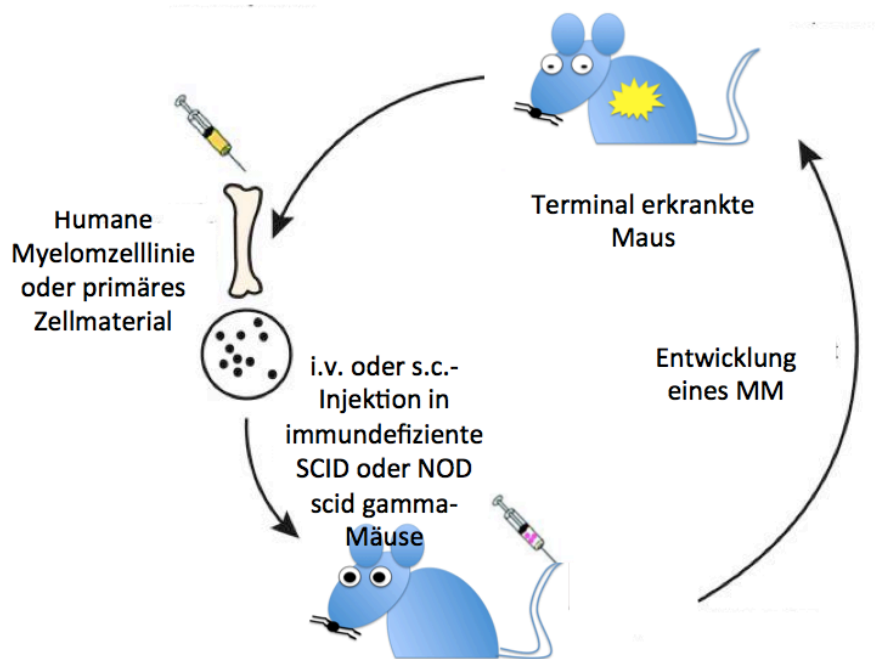 Humane
Myelomzelllinie
oder primäres
Zellmaterial
i.v. oder s.c.-
Injektion in
immundefiziente
SCID oder NOD
scid gamma-
Mäuse
Entwicklung
eines MM
Terminal erkrankte
Maus